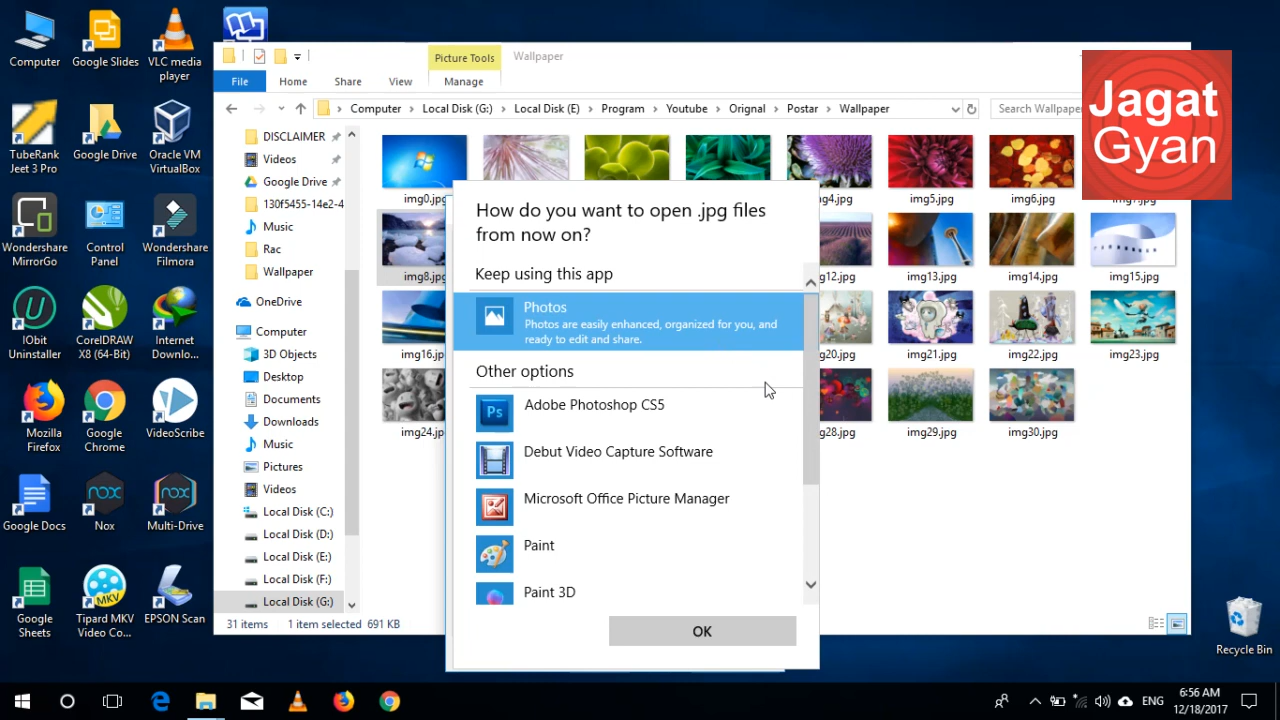 Computer
Google Slides
VLC media
player
TubeRank
Jeet 3 Pro
Google Drive
Oracle VM
VirtualBox
Wondershare
MirrorGo
Control
Panel
Wondershare
Filmora
IObit
Uninstaller
CorelDRAW
X8 (64-Bit)
Internet
Downlo...
Mozilla
Firefox
Google
Chrome
VideoScribe
Google Docs
Nox
Multi-Drive
Google
Sheets
Tipard MKV
Video Co...
EPSON Scan
MKV
nox
nox
Picture Tools
Wallpaper
File
Home
Share
View
Manage
Computer
Local Disk (G:)
Local Disk (E)
Program
Youtube
Orignal
Postar
Wallpaper
Search Wallpape
Jagat
Gyan
DISCLAIMER
Videos
Google Drive
130f5455-14e2-4
Music
Rac
Wallpaper
OneDrive
Computer
3D Objects
Desktop
Documents
Downloads
Music
Pictures
Videos
Local Disk (C:)
Local Disk (D:)
Local Disk (E:)
Local Disk (F:)
Local Disk (G:)
img0.jpg
img4.jpg
img5.jpg
img6.jpg
img8.jp
img12.jpg
img13.jpg
img14.jpg
img15.jpg
img16.jp
img20.jpg
img21.jpg
img22.jpg
img23.jpg
img24.jp
img28.jpg
img29.jpg
img30.jpg
How do you want to open .jpg files
from now on?
Keep using this app
Photos
Photos are easily enhanced, organized for you, and
ready to edit and share.
Other options
Ps
Adobe Photoshop CS5
Debut Video Capture Software
Microsoft Office Picture Manager
Paint
Paint 3D
OK
31 items
1 item selected 691 KB
Recycle Bin
ENG
6:56 AM
12/18/2017